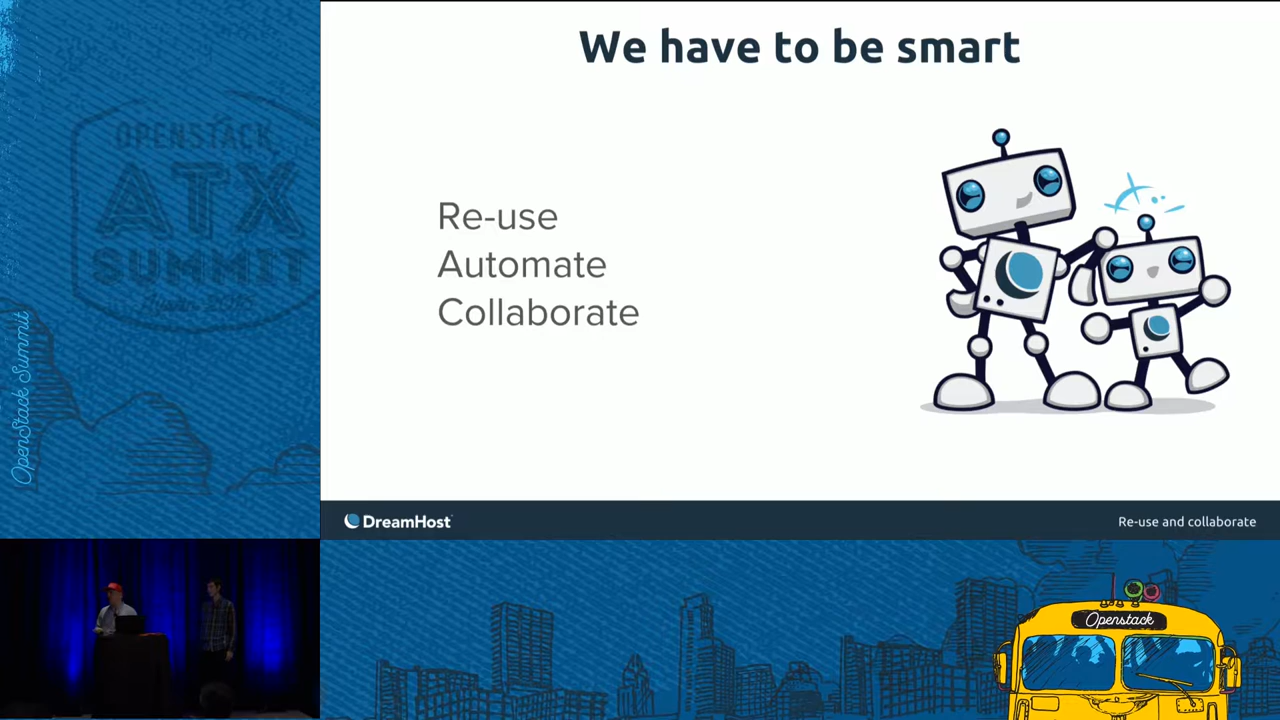 We have to be smart
Re-use
Automate
Collaborate
DreamHost
Re-use and collaborate
OPENSTACK
ATX
SUMMIT
OpenStack Summit
Openstack